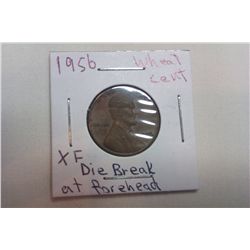 1956 Wheat
cent
XF
Die Break
at forehead